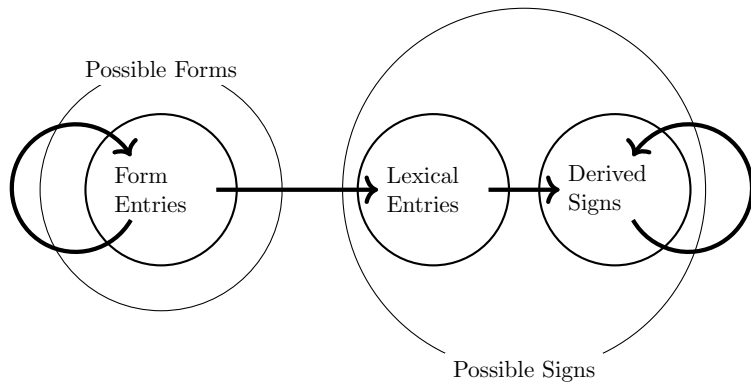 Possible Forms
Form
Entries
Lexical
Entries
Derived
Signs
Possible Signs